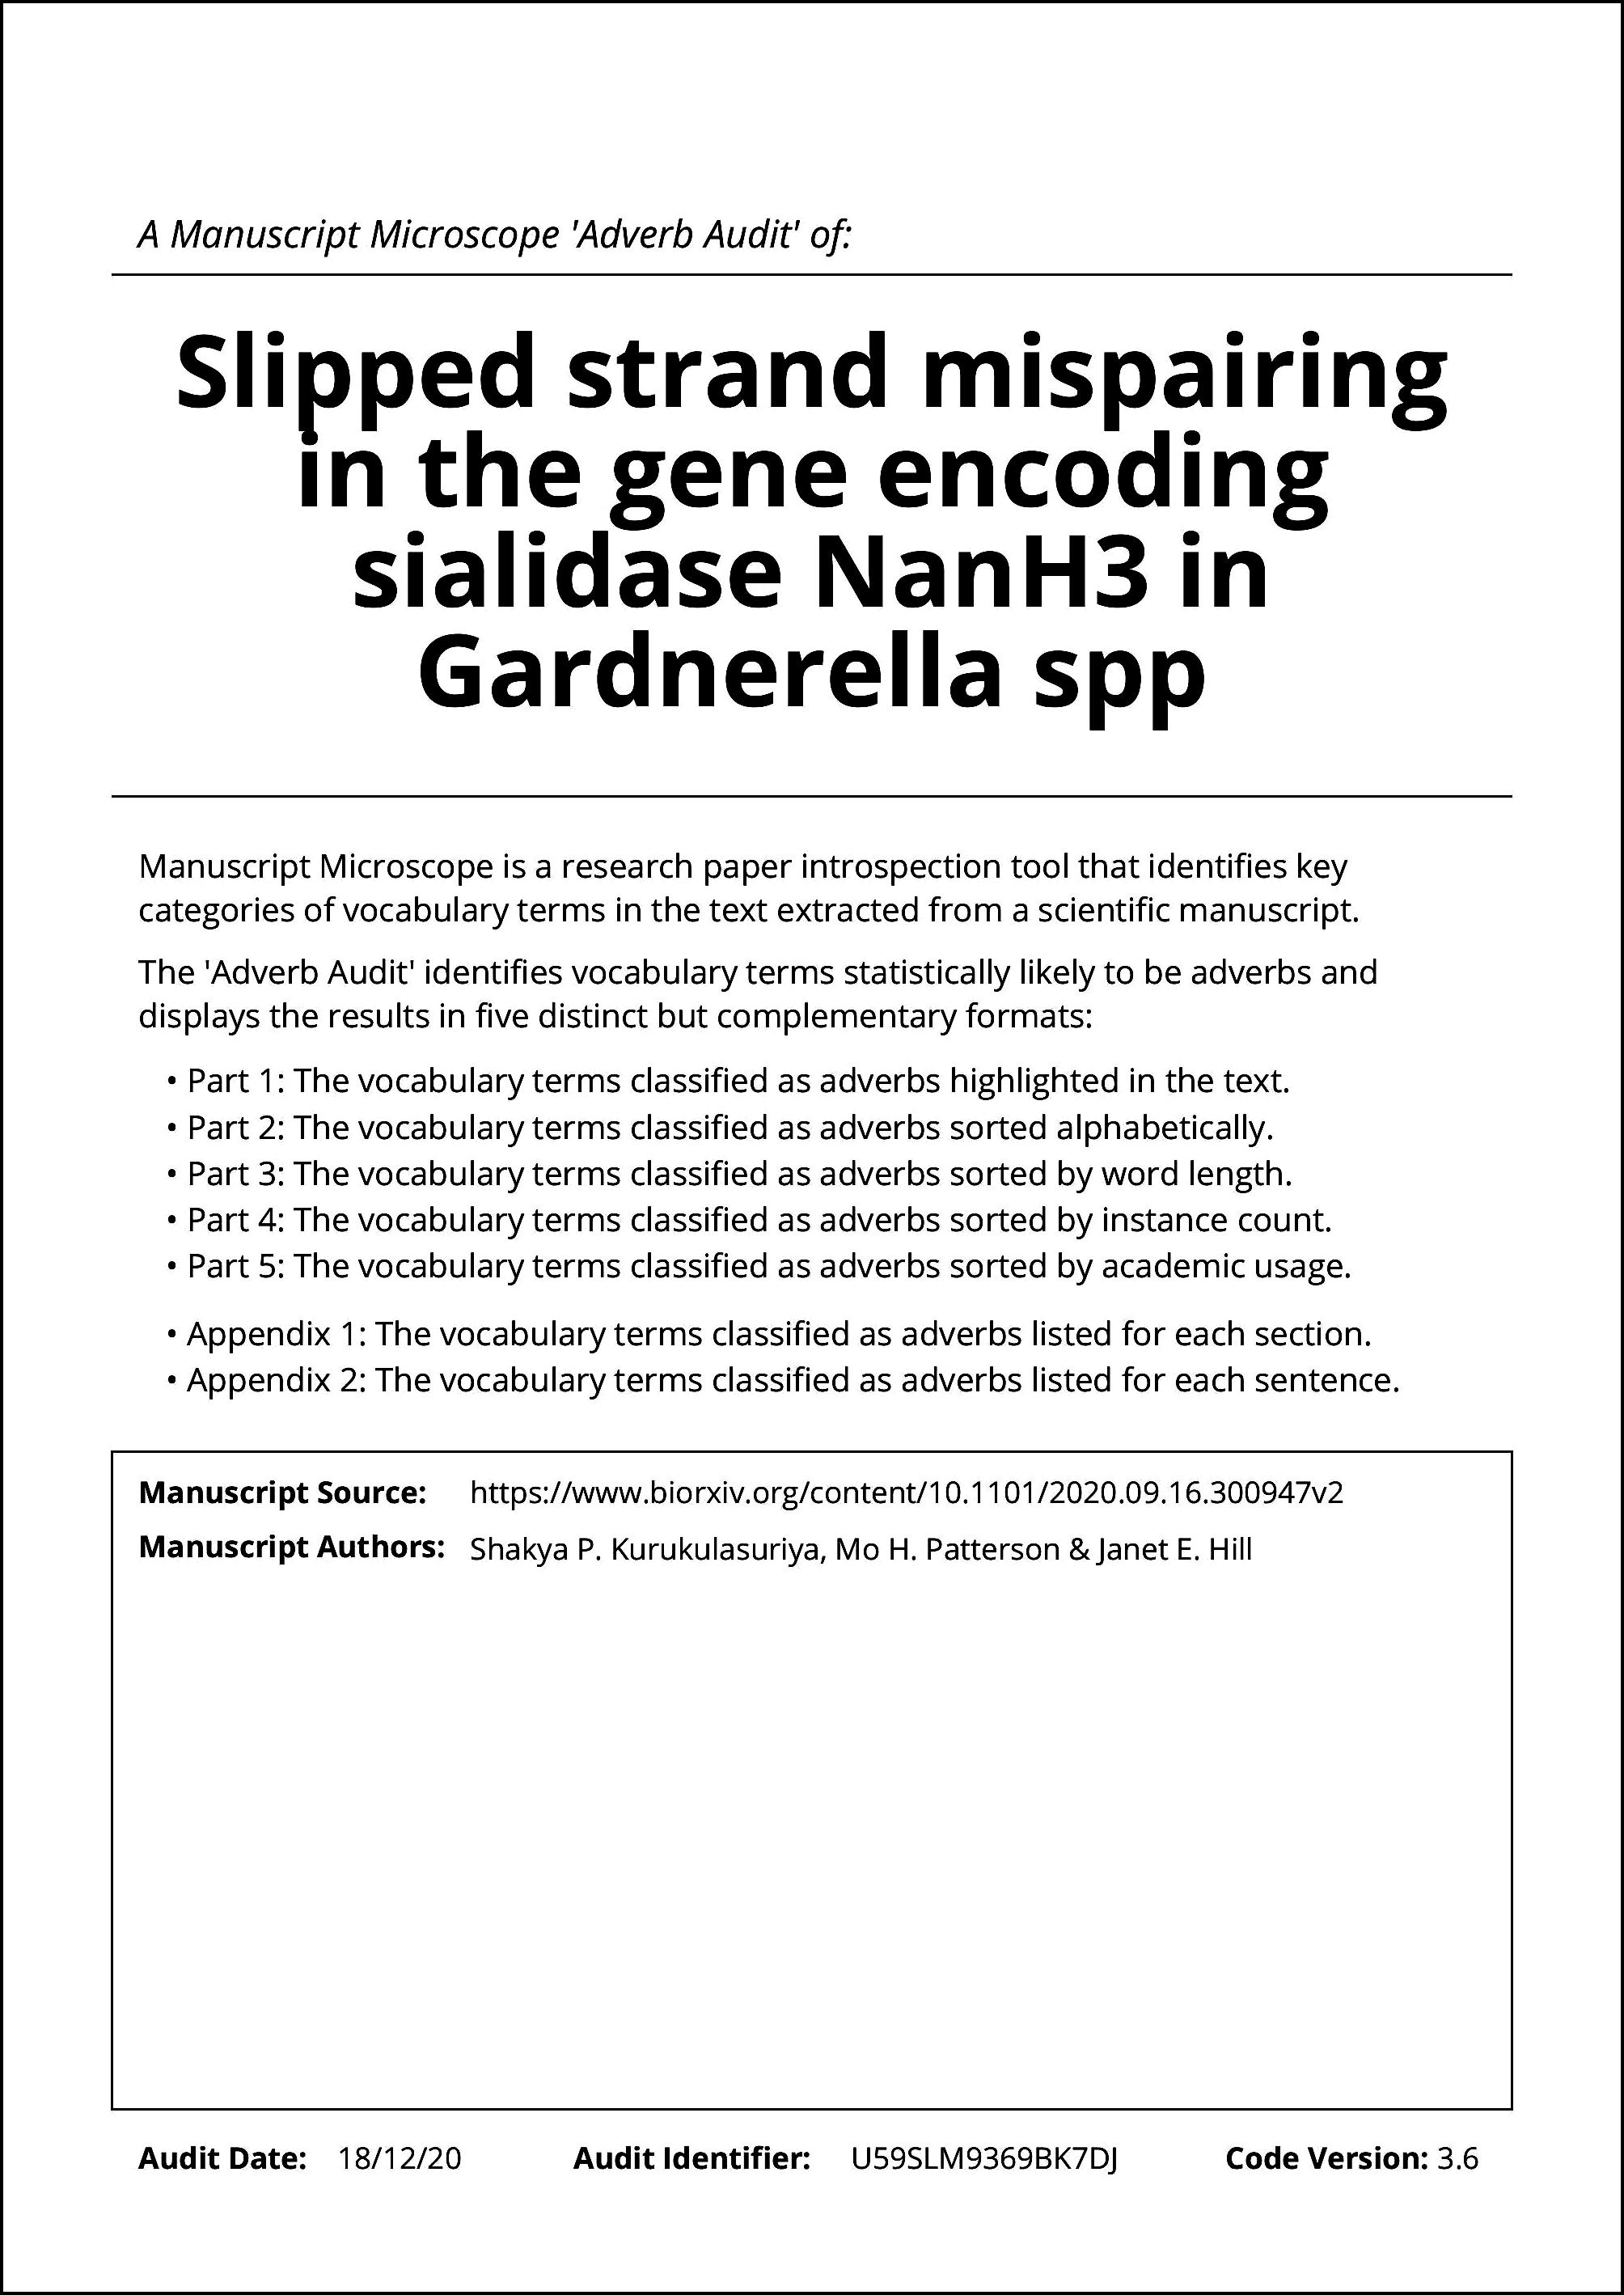 A Manuscript Microscope 'Adverb Audit' of:
Slipped strand mispairing
in the gene encoding
sialidase NanH3 in
Gardnerella spp
Manuscript Microscope is a research paper introspection tool that identifies key
categories of vocabulary terms in the text extracted from a scientific manuscript.
The 'Adverb Audit' identifies vocabulary terms statistically likely to be adverbs and
displays the results in five distinct but complementary formats:
• Part 1: The vocabulary terms classified as adverbs highlighted in the text.
• Part 2: The vocabulary terms classified as adverbs sorted alphabetically.
• Part 3: The vocabulary terms classified as adverbs sorted by word length.
• Part 4: The vocabulary terms classified as adverbs sorted by instance count.
• Part 5: The vocabulary terms classified as adverbs sorted by academic usage.
• Appendix 1: The vocabulary terms classified as adverbs listed for each section.
• Appendix 2: The vocabulary terms classified as adverbs listed for each sentence.
Manuscript Source: https://www.biorxiv.org/content/10.1101/2020.09.16.300947v2
Manuscript Authors: Shakya P. Kurukulasuriya, Mo H. Patterson & Janet E. Hill
Audit Date: 18/12/20 Audit Identifier: U59SLM9369BK7DJ Code Version: 3.6